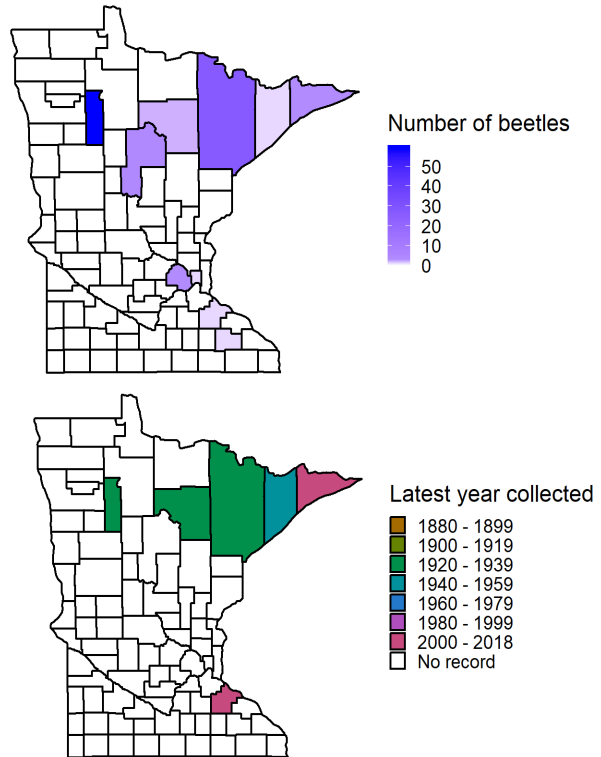 Number of beetles
50
40
30
20
10
0
Latest year collected
1880 - 1899
1900 - 1919
1920 - 1939
1940 - 1959
1960 - 1979
1980 - 1999
2000 - 2018
No record